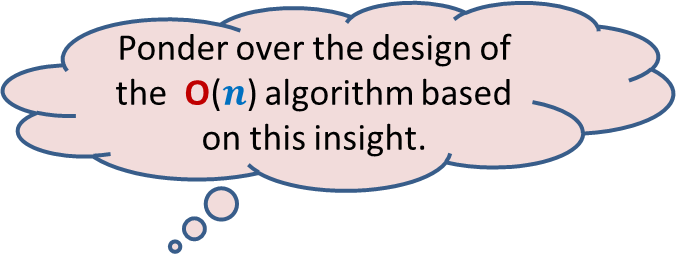 Ponder over the design of
the O(n) algorithm based
on this insight.